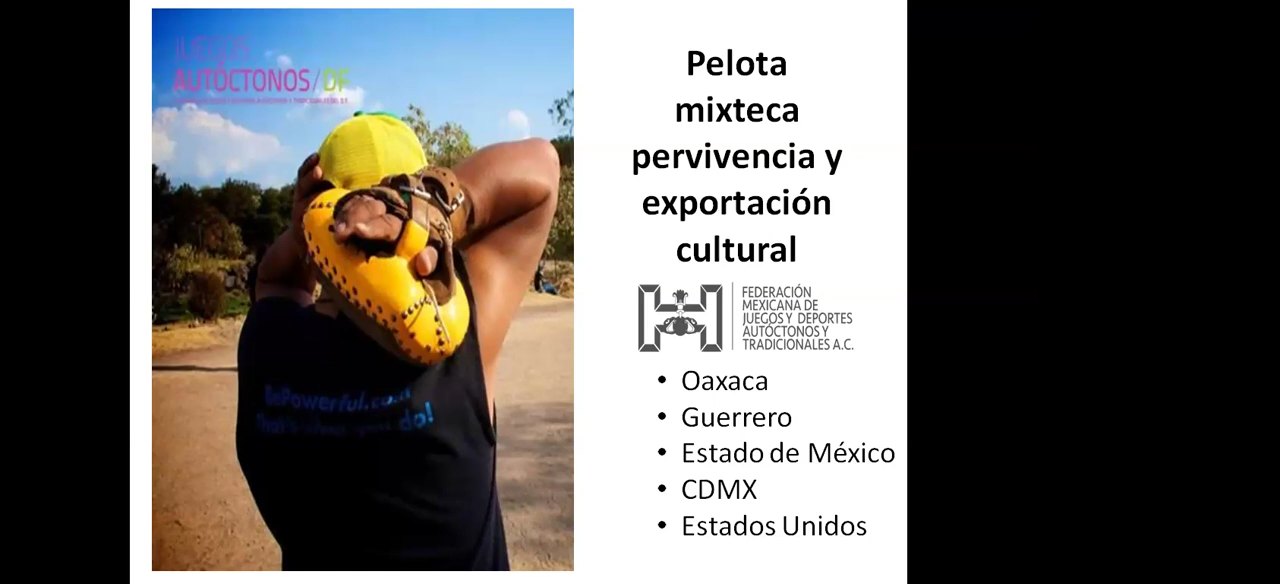 JUEGOS
AUTÓCTONOS/DF
Pelota
mixteca
pervivencia y
exportación
cultural
FEDERACIÓN
MEXICANA DE
JUEGOS Y DEPORTES
AUTÓCTONOS Y
TRADICIONALES A.C.
• Oaxaca
• Guerrero
• Estado de México
• CDMX
• Estados Unidos